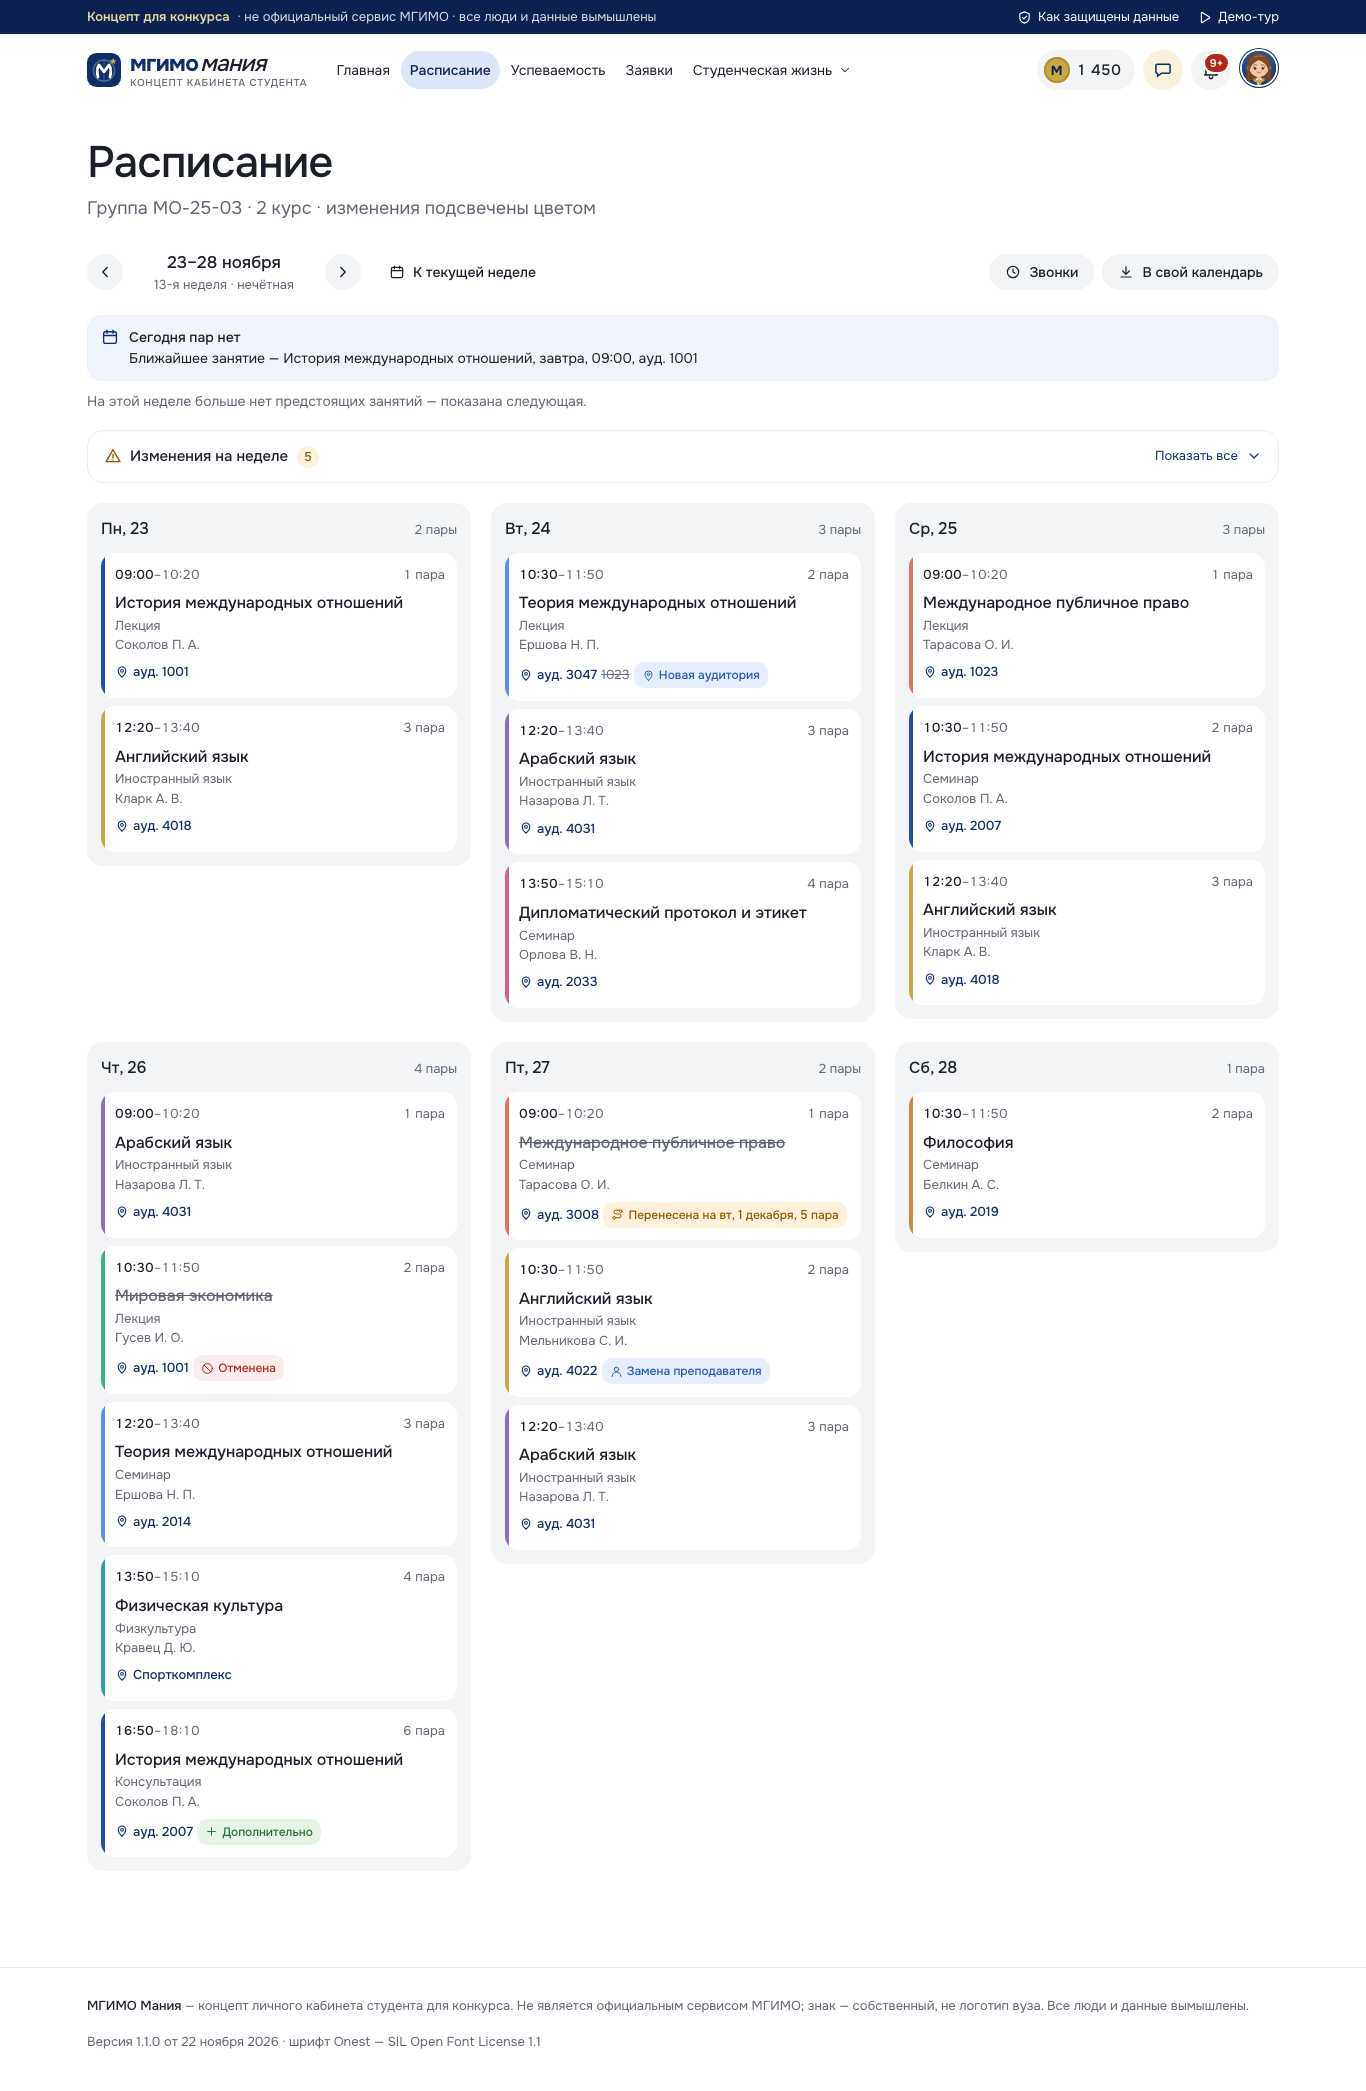 Концепт для конкурса · не официальный сервис МГИМО · все люди и данные вымышлены
Как защищены данные
Демо-тур
МГИМО Мания
КОНЦЕПТ КАБИНЕТА СТУДЕНТА
Главная
Расписание
Успеваемость
Заявки
Студенческая жизнь
М 1 450
9+
Расписание
Группа МО-25-03 · 2 курс · изменения подсвечены цветом
23–28 ноября
13-я неделя · нечётная
К текущей неделе
Звонки
В свой календарь
Сегодня пар нет
Ближайшее занятие — История международных отношений, завтра, 09:00, ауд. 1001
На этой неделе больше нет предстоящих занятий — показана следующая.
Изменения на неделе 5
Показать все
Пн, 23 2 пары
09:00–10:20 1 пара
История международных отношений
Лекция
Соколов П. А.
ауд. 1001
12:20–13:40 3 пара
Английский язык
Иностранный язык
Кларк А. В.
ауд. 4018
Вт, 24 3 пары
10:30–11:50 2 пара
Теория международных отношений
Лекция
Ершова Н. П.
ауд. 3047 1023 Новая аудитория
12:20–13:40 3 пара
Арабский язык
Иностранный язык
Назарова Л. Т.
ауд. 4031
13:50–15:10 4 пара
Дипломатический протокол и этикет
Семинар
Орлова В. Н.
ауд. 2033
Ср, 25 3 пары
09:00–10:20 1 пара
Международное публичное право
Лекция
Тарасова О. И.
ауд. 1023
10:30–11:50 2 пара
История международных отношений
Семинар
Соколов П. А.
ауд. 2007
12:20–13:40 3 пара
Английский язык
Иностранный язык
Кларк А. В.
ауд. 4018
Чт, 26 4 пары
09:00–10:20 1 пара
Арабский язык
Иностранный язык
Назарова Л. Т.
ауд. 4031
10:30–11:50 2 пара
Мировая экономика
Лекция
Гусев И. О.
ауд. 1001 Отменена
12:20–13:40 3 пара
Теория международных отношений
Семинар
Ершова Н. П.
ауд. 2014
13:50–15:10 4 пара
Физическая культура
Физкультура
Кравец Д. Ю.
Спорткомплекс
16:50–18:10 6 пара
История международных отношений
Консультация
Соколов П. А.
ауд. 2007 Дополнительно
Пт, 27 2 пары
09:00–10:20 1 пара
Международное публичное право
Семинар
Тарасова О. И.
ауд. 3008 Перенесена на вт, 1 декабря, 5 пара
10:30–11:50 2 пара
Английский язык
Иностранный язык
Мельникова С. И.
ауд. 4022 Замена преподавателя
12:20–13:40 3 пара
Арабский язык
Иностранный язык
Назарова Л. Т.
ауд. 4031
Сб, 28 1 пара
10:30–11:50 2 пара
Философия
Семинар
Белкин А. С.
ауд. 2019
МГИМО Мания — концепт личного кабинета студента для конкурса. Не является официальным сервисом МГИМО; знак — собственный, не логотип вуза. Все люди и данные вымышлены.
Версия 1.1.0 от 22 ноября 2026 · шрифт Onest — SIL Open Font License 1.1